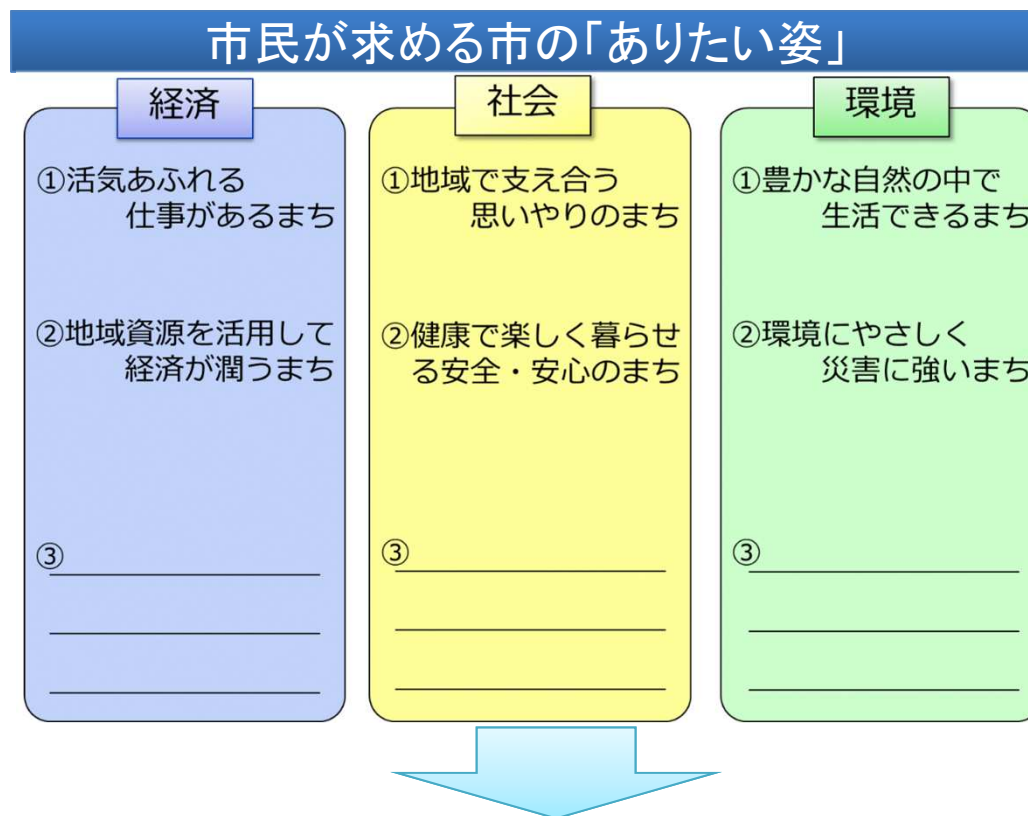 市民が求める市の「ありたい姿」
経済
①活気あふれる
仕事があるまち
②地域資源を活用して
経済が潤うまち
③
社会
①地域で支え合う
思いやりのまち
②健康で楽しく暮らせ
る安全・安心のまち
③
環境
①豊かな自然の中で
生活できるまち
②環境にやさしく
災害に強いまち
③